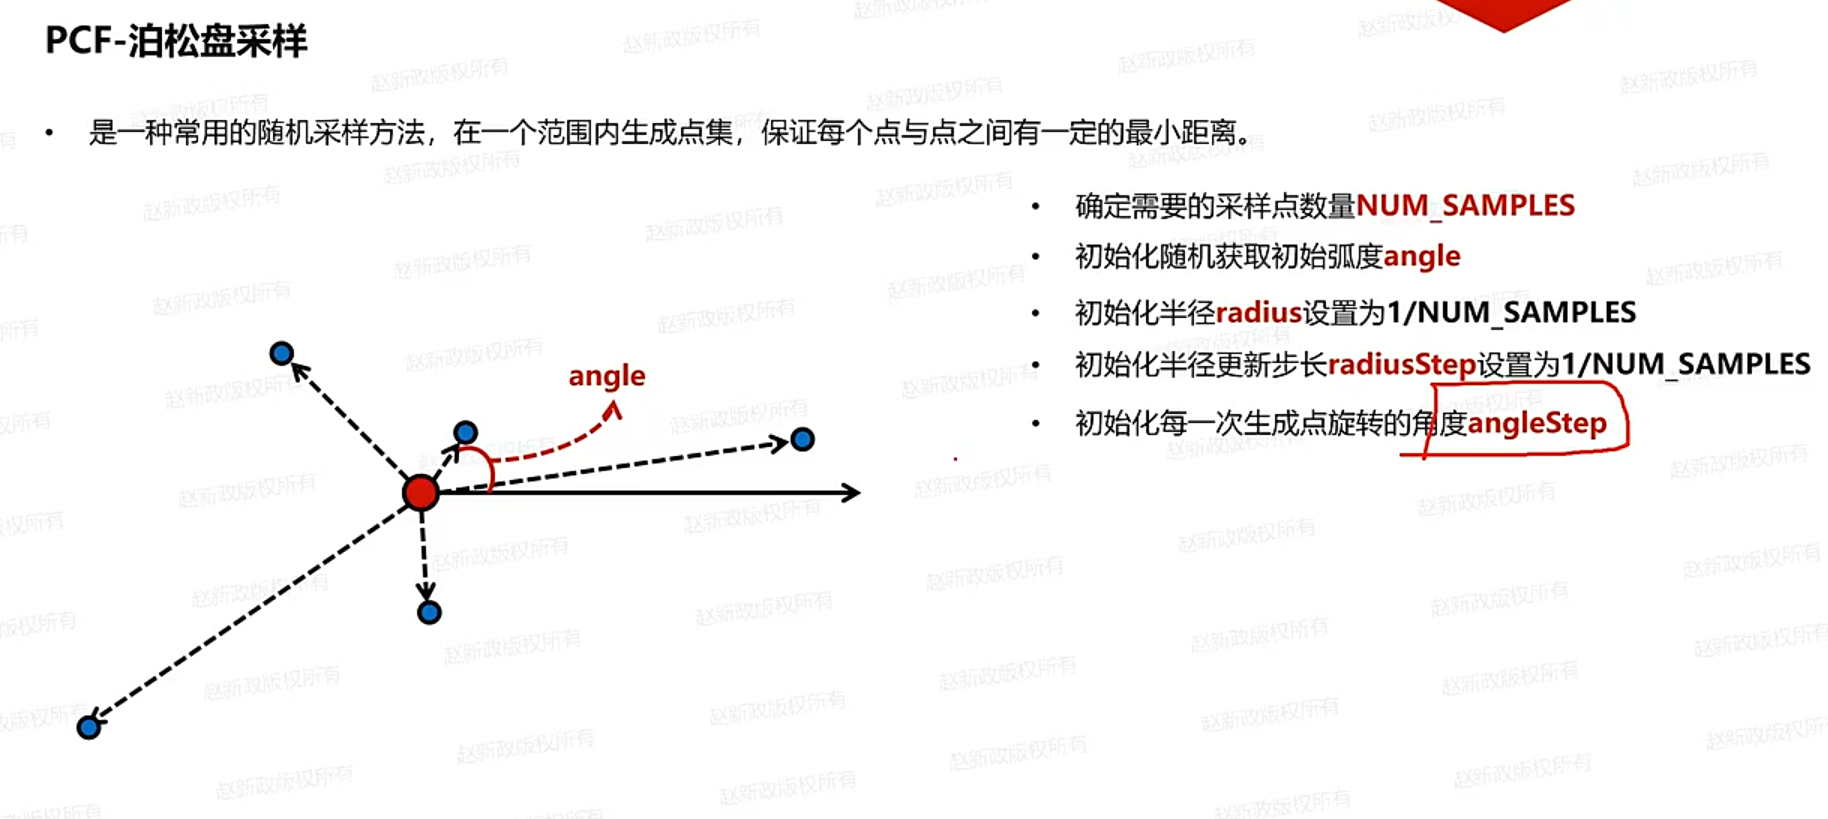 PCF-泊松盘采样
• 是一种常用的随机采样方法，在一个范围内生成点集，保证每个点与点之间有一定的最小距离。
• 确定需要的采样点数量NUM_SAMPLES
• 初始化随机获取初始弧度angle
• 初始化半径radius设置为1/NUM_SAMPLES
• 初始化半径更新步长radiusStep设置为1/NUM_SAMPLES
• 初始化每一次生成点旋转的角度angleStep
angle
赵新政版权所有